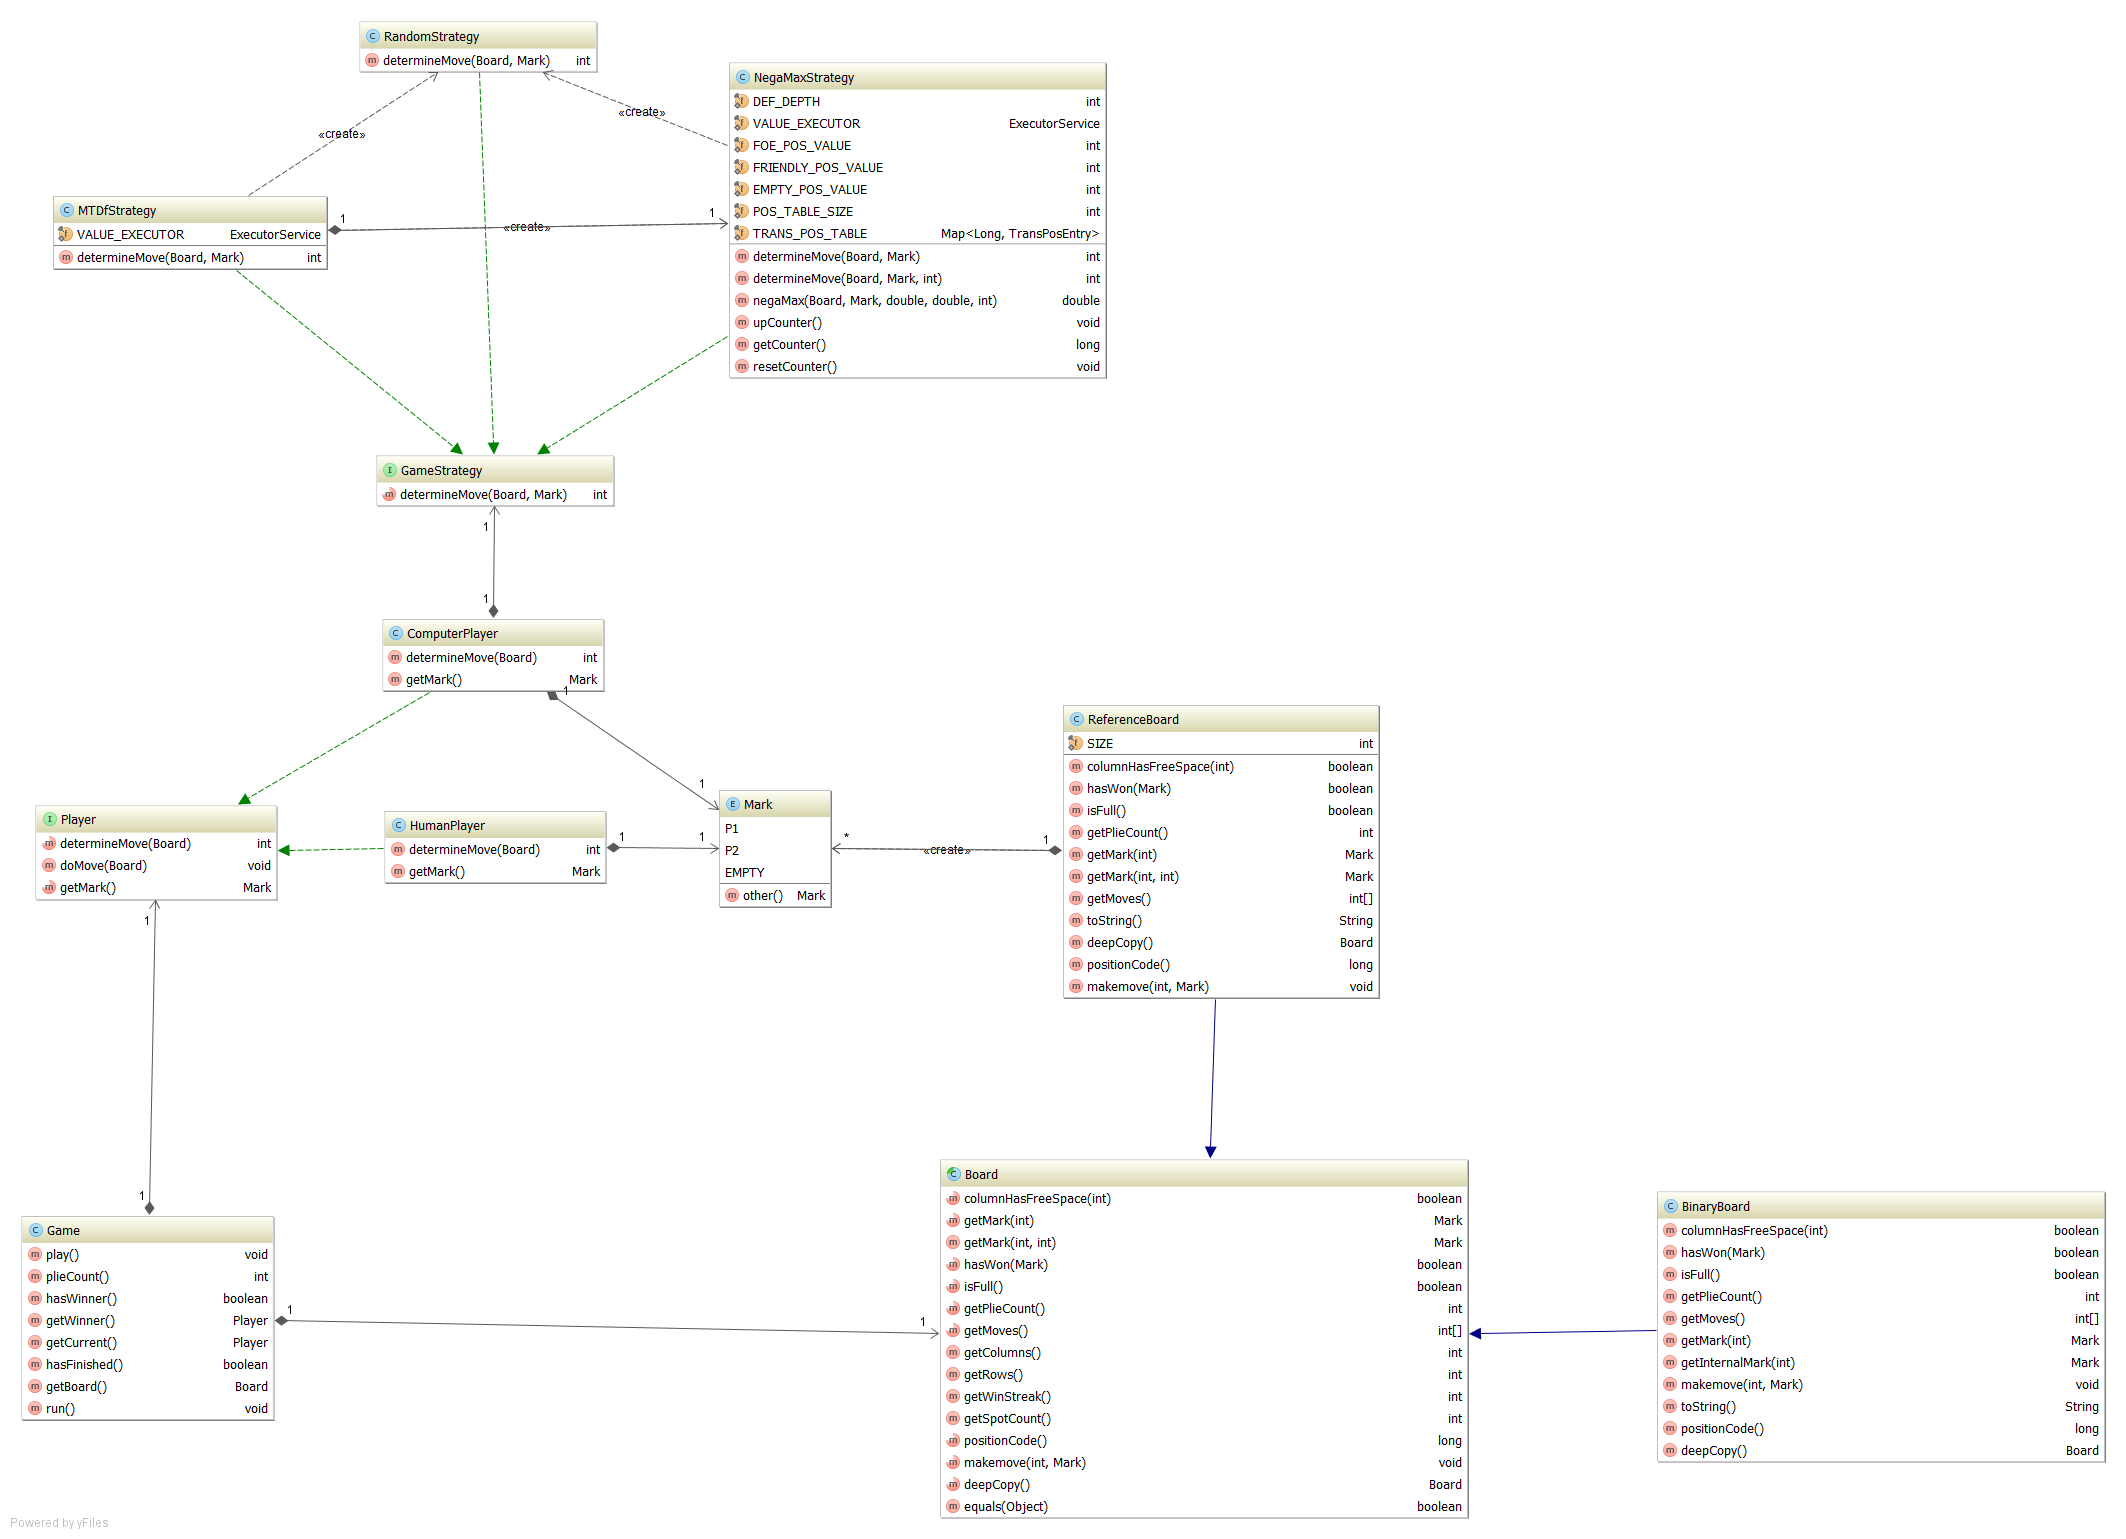 RandomStrategy
determineMove(Board, Mark) int
NegaMaxStrategy
DEF_DEPTH int
VALUE_EXECUTOR ExecutorService
FOE_POS_VALUE int
FRIENDLY_POS_VALUE int
EMPTY_POS_VALUE int
POS_TABLE_SIZE int
TRANS_POS_TABLE Map<Long, TransPosEntry>
determineMove(Board, Mark) int
determineMove(Board, Mark, int) int
negaMax(Board, Mark, double, double, int) double
upCounter() void
getCounter() long
resetCounter() void
«create»
«create»
MTDfStrategy
VALUE_EXECUTOR ExecutorService
determineMove(Board, Mark) int
1
«create»
1
GameStrategy
determineMove(Board, Mark) int
1
1
ComputerPlayer
determineMove(Board) int
getMark() Mark
1
1
ReferenceBoard
SIZE int
columnHasFreeSpace(int) boolean
hasWon(Mark) boolean
isFull() boolean
getPlieCount() int
getMark(int) Mark
getMark(int, int) Mark
getMoves() int[]
toString() String
deepCopy() Board
positionCode() long
makemove(int, Mark) void
Player
determineMove(Board) int
doMove(Board) void
getMark() Mark
HumanPlayer
determineMove(Board) int
getMark() Mark
1
1
Mark
P1
P2
EMPTY
other() Mark
*
«create»
1
1
1
Game
play() void
plieCount() int
hasWinner() boolean
getWinner() Player
getCurrent() Player
hasFinished() boolean
getBoard() Board
run() void
1
1
Board
columnHasFreeSpace(int) boolean
getMark(int) Mark
getMark(int, int) Mark
hasWon(Mark) boolean
isFull() boolean
getPlieCount() int
getMoves() int[]
getColumns() int
getRows() int
getWinStreak() int
getSpotCount() int
positionCode() long
makemove(int, Mark) void
deepCopy() Board
equals(Object) boolean
BinaryBoard
columnHasFreeSpace(int) boolean
hasWon(Mark) boolean
isFull() boolean
getPlieCount() int
getMoves() int[]
getMark(int) Mark
getInternalMark(int) Mark
makemove(int, Mark) void
toString() String
positionCode() long
deepCopy() Board
Powered by yFiles